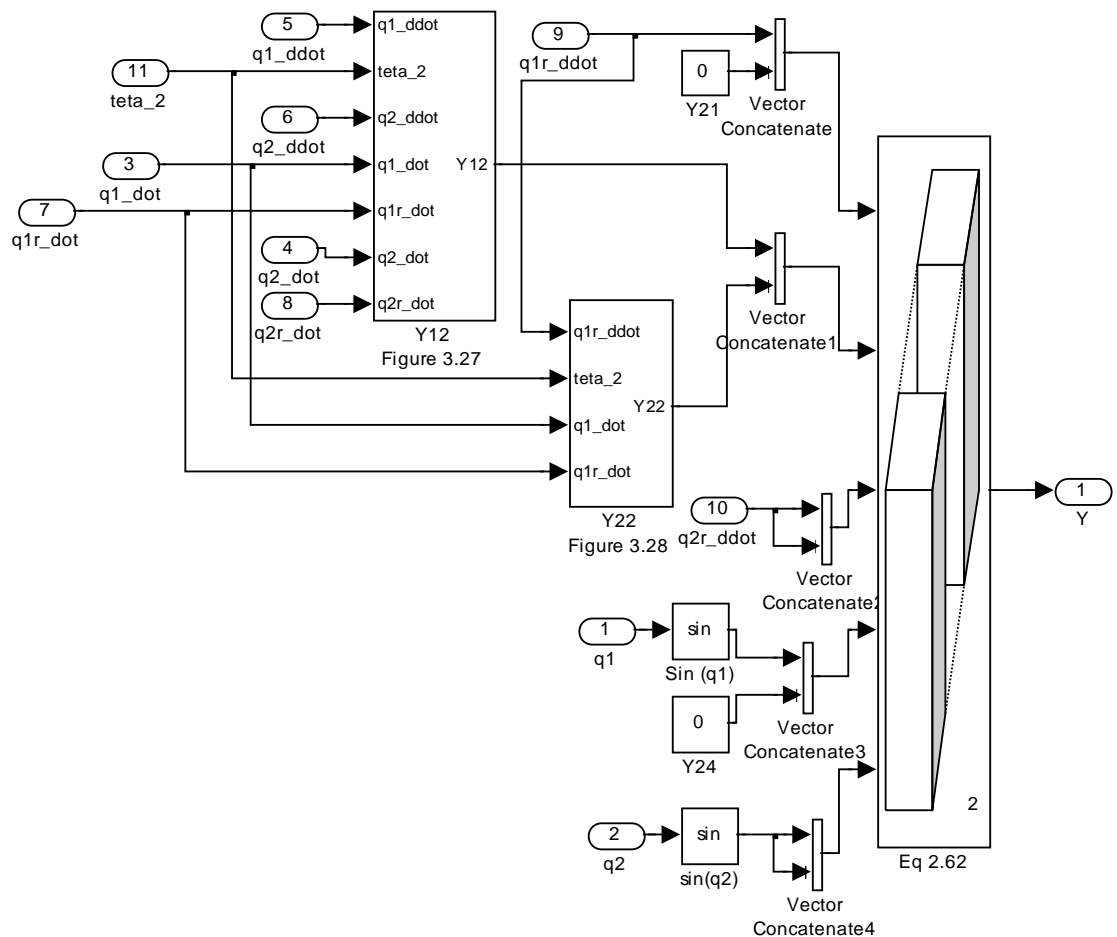 5
q1_ddot
11
teta_2
6
q2_ddot
3
q1_dot
7
q1r_dot
4
q2_dot
8
q2r_dot
q1_ddot
teta_2
q2_ddot
q1_dot
q1r_dot
q2_dot
q2r_dot
Y12
Y12
Figure 3.27
9
q1r_ddot
0
Y21
Vector
Concatenate
Vector
Concatenate1
q1r_ddot
teta_2
q1_dot
q1r_dot
Y22
Y22
Figure 3.28
10
q2r_ddot
Vector
Concatenate2
1
q1
sin
Sin (q1)
0
Y24
Vector
Concatenate3
2
q2
sin
sin(q2)
Vector
Concatenate4
2
Eq 2.62
1
Y